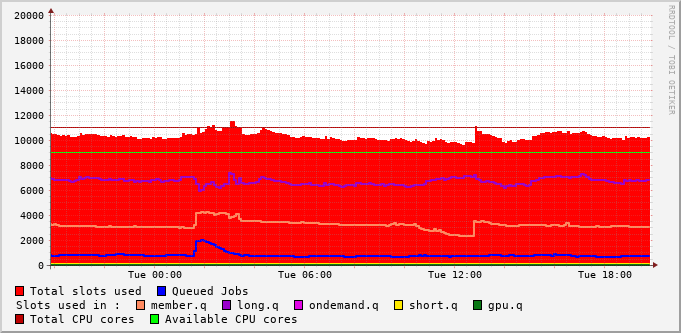 20000
18000
16000
14000
12000
10000
8000
6000
4000
2000
0
Tue 00:00 Tue 06:00 Tue 12:00 Tue 18:00
RRDTOOL / TOBI OETIKER
Total slots used Queued Jobs
Slots used in : member.q long.q ondemand.q short.q gpu.q
Total CPU cores Available CPU cores